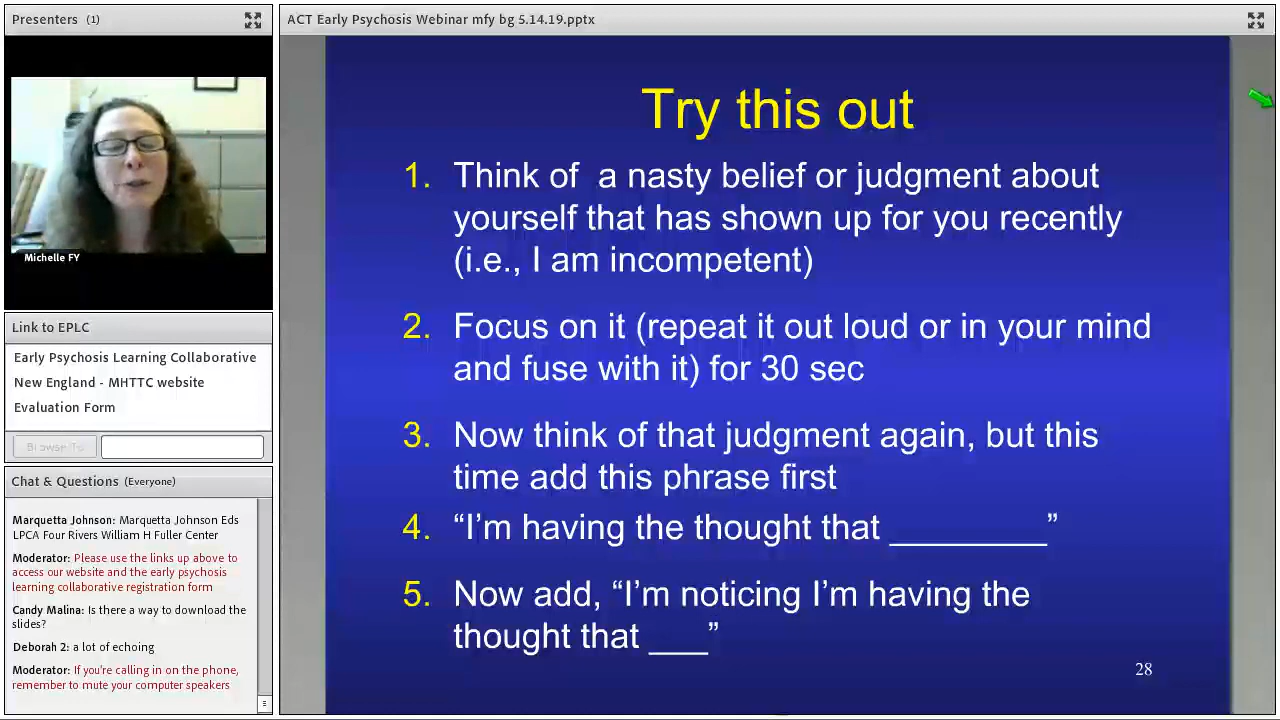 Presenters (1)
Michelle FY
Link to EPLC
Early Psychosis Learning Collaborative
New England - MHTTC website
Evaluation Form
Browse To
Chat & Questions (Everyone)
Marquetta Johnson: Marquetta Johnson Eds
LPCA Four Rivers William H Fuller Center
Moderator: Please use the links up above to
access our website and the early psychosis
learning collaborative registration form
Candy Malina: Is there a way to download the
slides?
Deborah 2: a lot of echoing
Moderator: If you're calling in on the phone,
remember to mute your computer speakers
ACT Early Psychosis Webinar mfy bg 5.14.19.pptx
Try this out
1. Think of a nasty belief or judgment about
yourself that has shown up for you recently
(i.e., I am incompetent)
2. Focus on it (repeat it out loud or in your mind
and fuse with it) for 30 sec
3. Now think of that judgment again, but this
time add this phrase first
4. “I’m having the thought that ________”
5. Now add, “I’m noticing I’m having the
thought that ___”
28